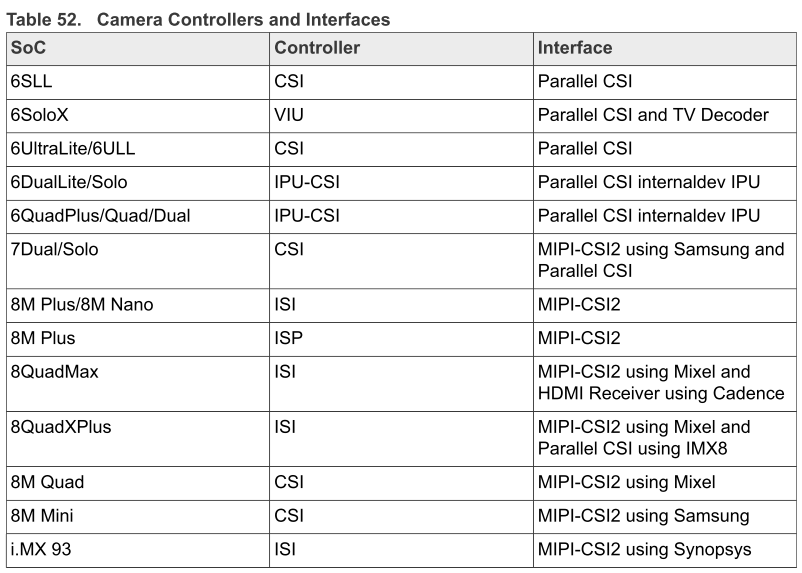 Table 52. Camera Controllers and Interfaces
SoC Controller Interface
6SLL CSI Parallel CSI
6SoloX VIU Parallel CSI and TV Decoder
6UltraLite/6ULL CSI Parallel CSI
6DualLite/Solo IPU-CSI Parallel CSI internaldev IPU
6QuadPlus/Quad/Dual IPU-CSI Parallel CSI internaldev IPU
7Dual/Solo CSI MIPI-CSI2 using Samsung and
Parallel CSI
8M Plus/8M Nano ISI MIPI-CSI2
8M Plus ISP MIPI-CSI2
8QuadMax ISI MIPI-CSI2 using Mixel and
HDMI Receiver using Cadence
8QuadXPlus ISI MIPI-CSI2 using Mixel and
Parallel CSI using IMX8
8M Quad CSI MIPI-CSI2 using Mixel
8M Mini CSI MIPI-CSI2 using Samsung
i.MX 93 ISI MIPI-CSI2 using Synopsys